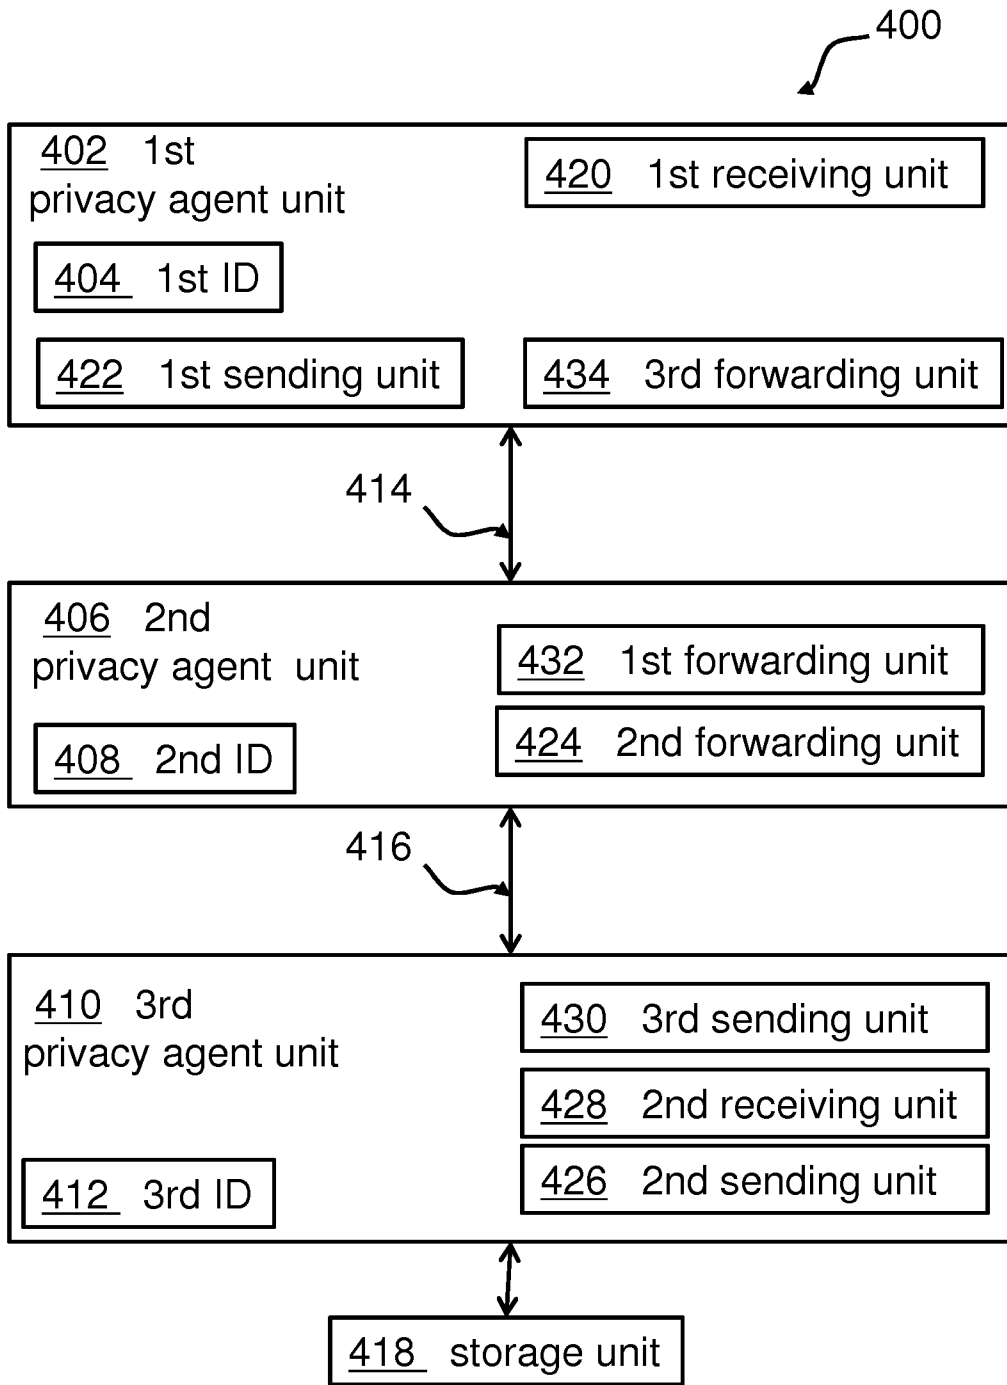 400
402 1st
privacy agent unit
420 1st receiving unit
404 1st ID
422 1st sending unit
434 3rd forwarding unit
414
406 2nd
privacy agent unit
432 1st forwarding unit
424 2nd forwarding unit
408 2nd ID
416
410 3rd
privacy agent unit
430 3rd sending unit
428 2nd receiving unit
426 2nd sending unit
412 3rd ID
418 storage unit